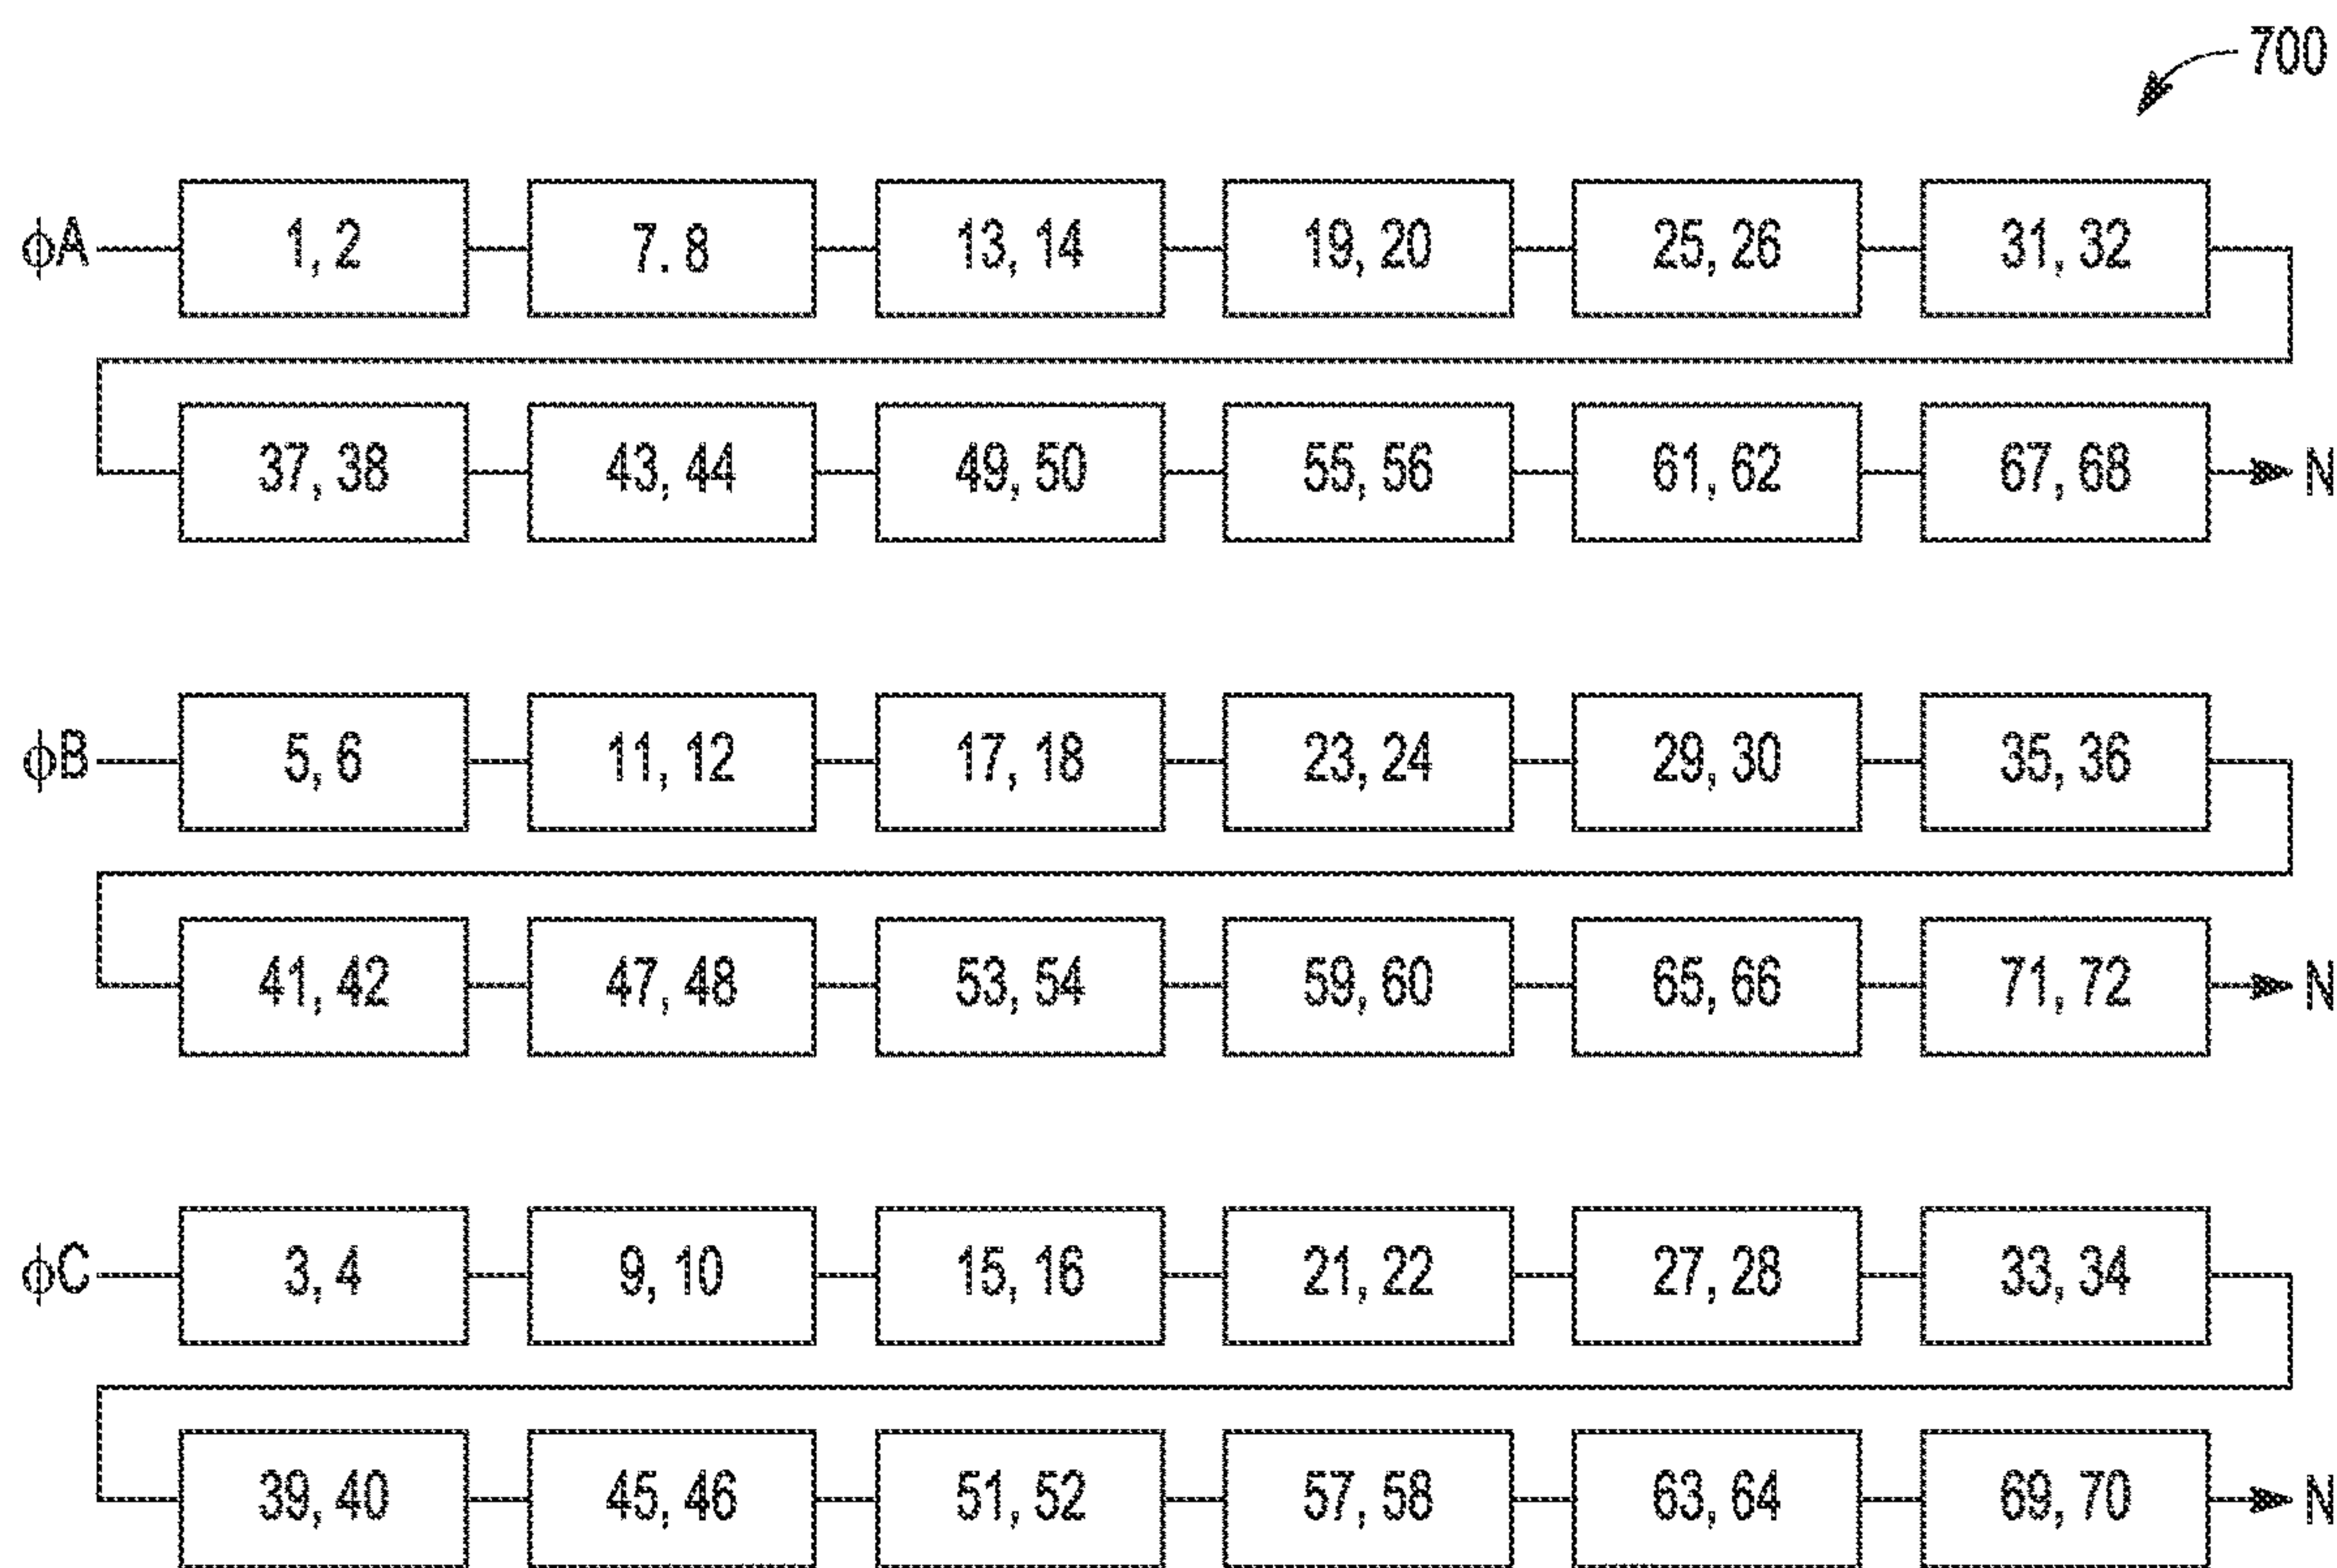 700
ϕA 1, 2 7. 8 13, 14 19, 20 25, 26 31, 32
37, 38 43, 44 49, 50 55, 56 61, 62 67, 68 N
ϕB 5, 6 11, 12 17, 18 23, 24 29, 30 35, 36
41, 42 47, 48 53, 54 59, 60 65, 66 71, 72 N
ϕC 3, 4 9, 10 15, 16 21, 22 27, 28 33, 34
39, 40 45, 46 51, 52 57, 58 63, 64 69, 70 N